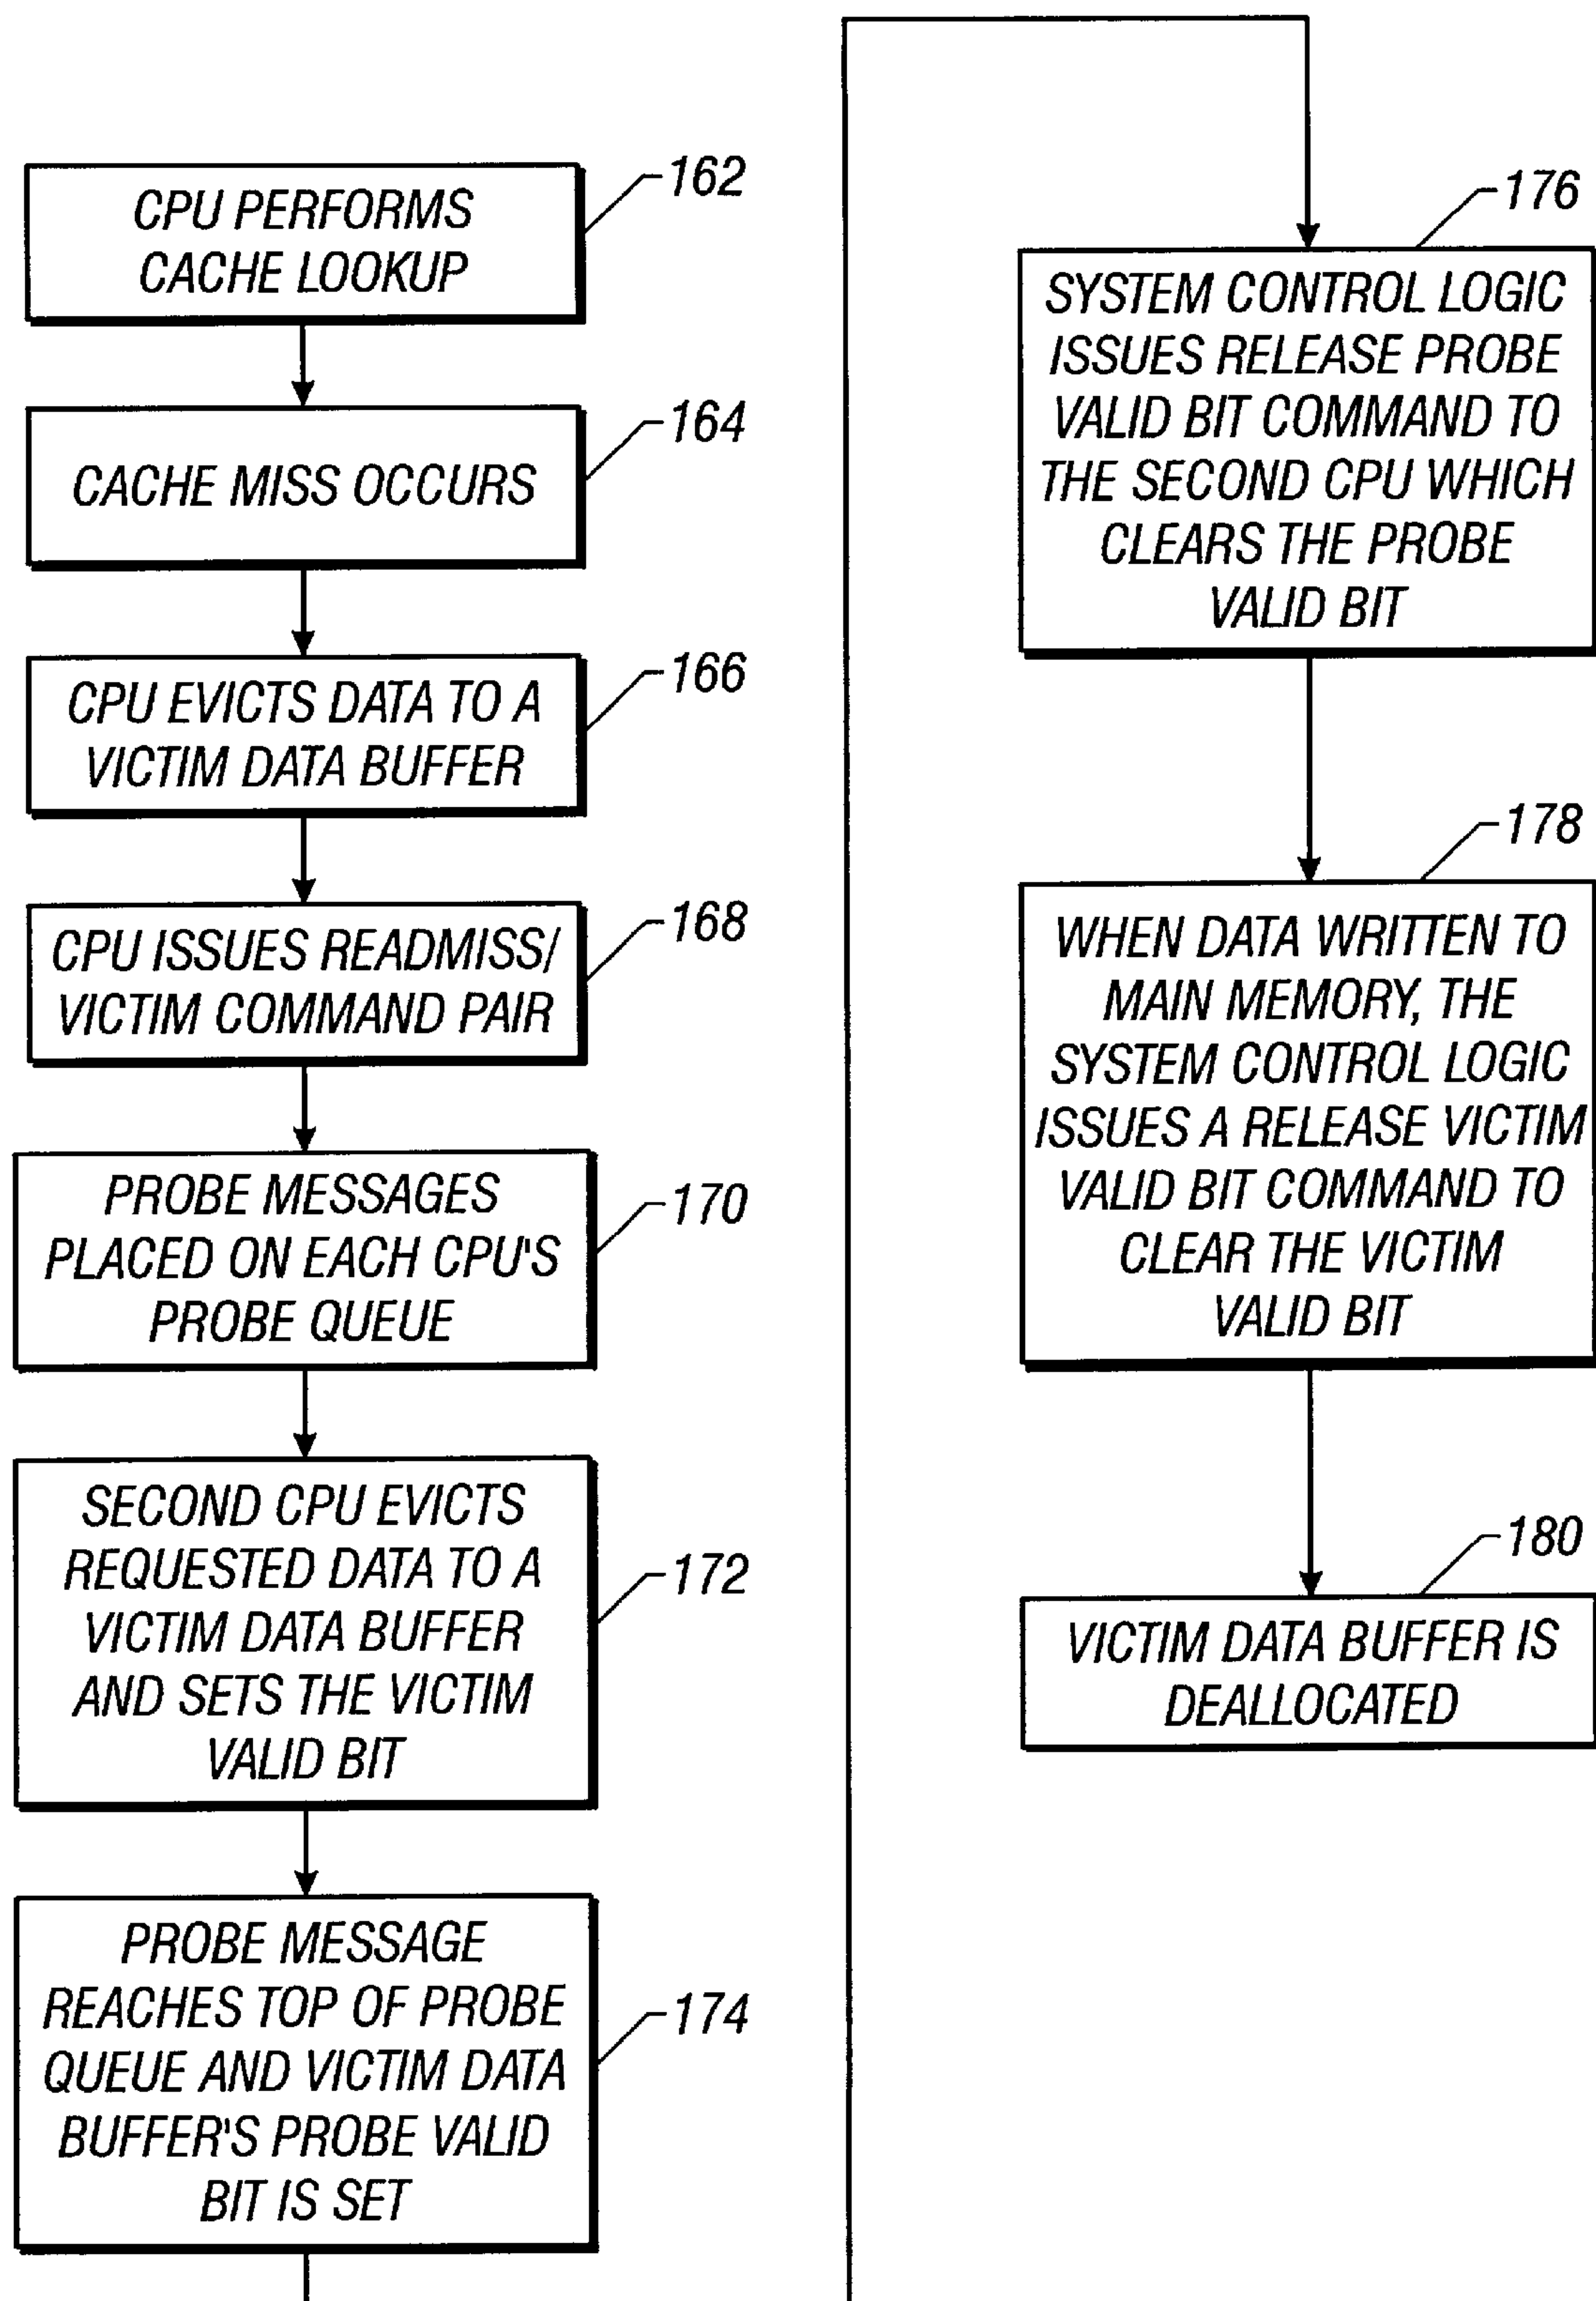 CPU PERFORMS
CACHE LOOKUP
162
CACHE MISS OCCURS
164
CPU EVICTS DATA TO A
VICTIM DATA BUFFER
166
CPU ISSUES READMISS/
VICTIM COMMAND PAIR
168
PROBE MESSAGES
PLACED ON EACH CPU'S
PROBE QUEUE
170
SECOND CPU EVICTS
REQUESTED DATA TO A
VICTIM DATA BUFFER
AND SETS THE VICTIM
VALID BIT
172
PROBE MESSAGE
REACHES TOP OF PROBE
QUEUE AND VICTIM DATA
BUFFER'S PROBE VALID
BIT IS SET
174
176
SYSTEM CONTROL LOGIC
ISSUES RELEASE PROBE
VALID BIT COMMAND TO
THE SECOND CPU WHICH
CLEARS THE PROBE
VALID BIT
178
WHEN DATA WRITTEN TO
MAIN MEMORY, THE
SYSTEM CONTROL LOGIC
ISSUES A RELEASE VICTIM
VALID BIT COMMAND TO
CLEAR THE VICTIM
VALID BIT
180
VICTIM DATA BUFFER IS
DEALLOCATED